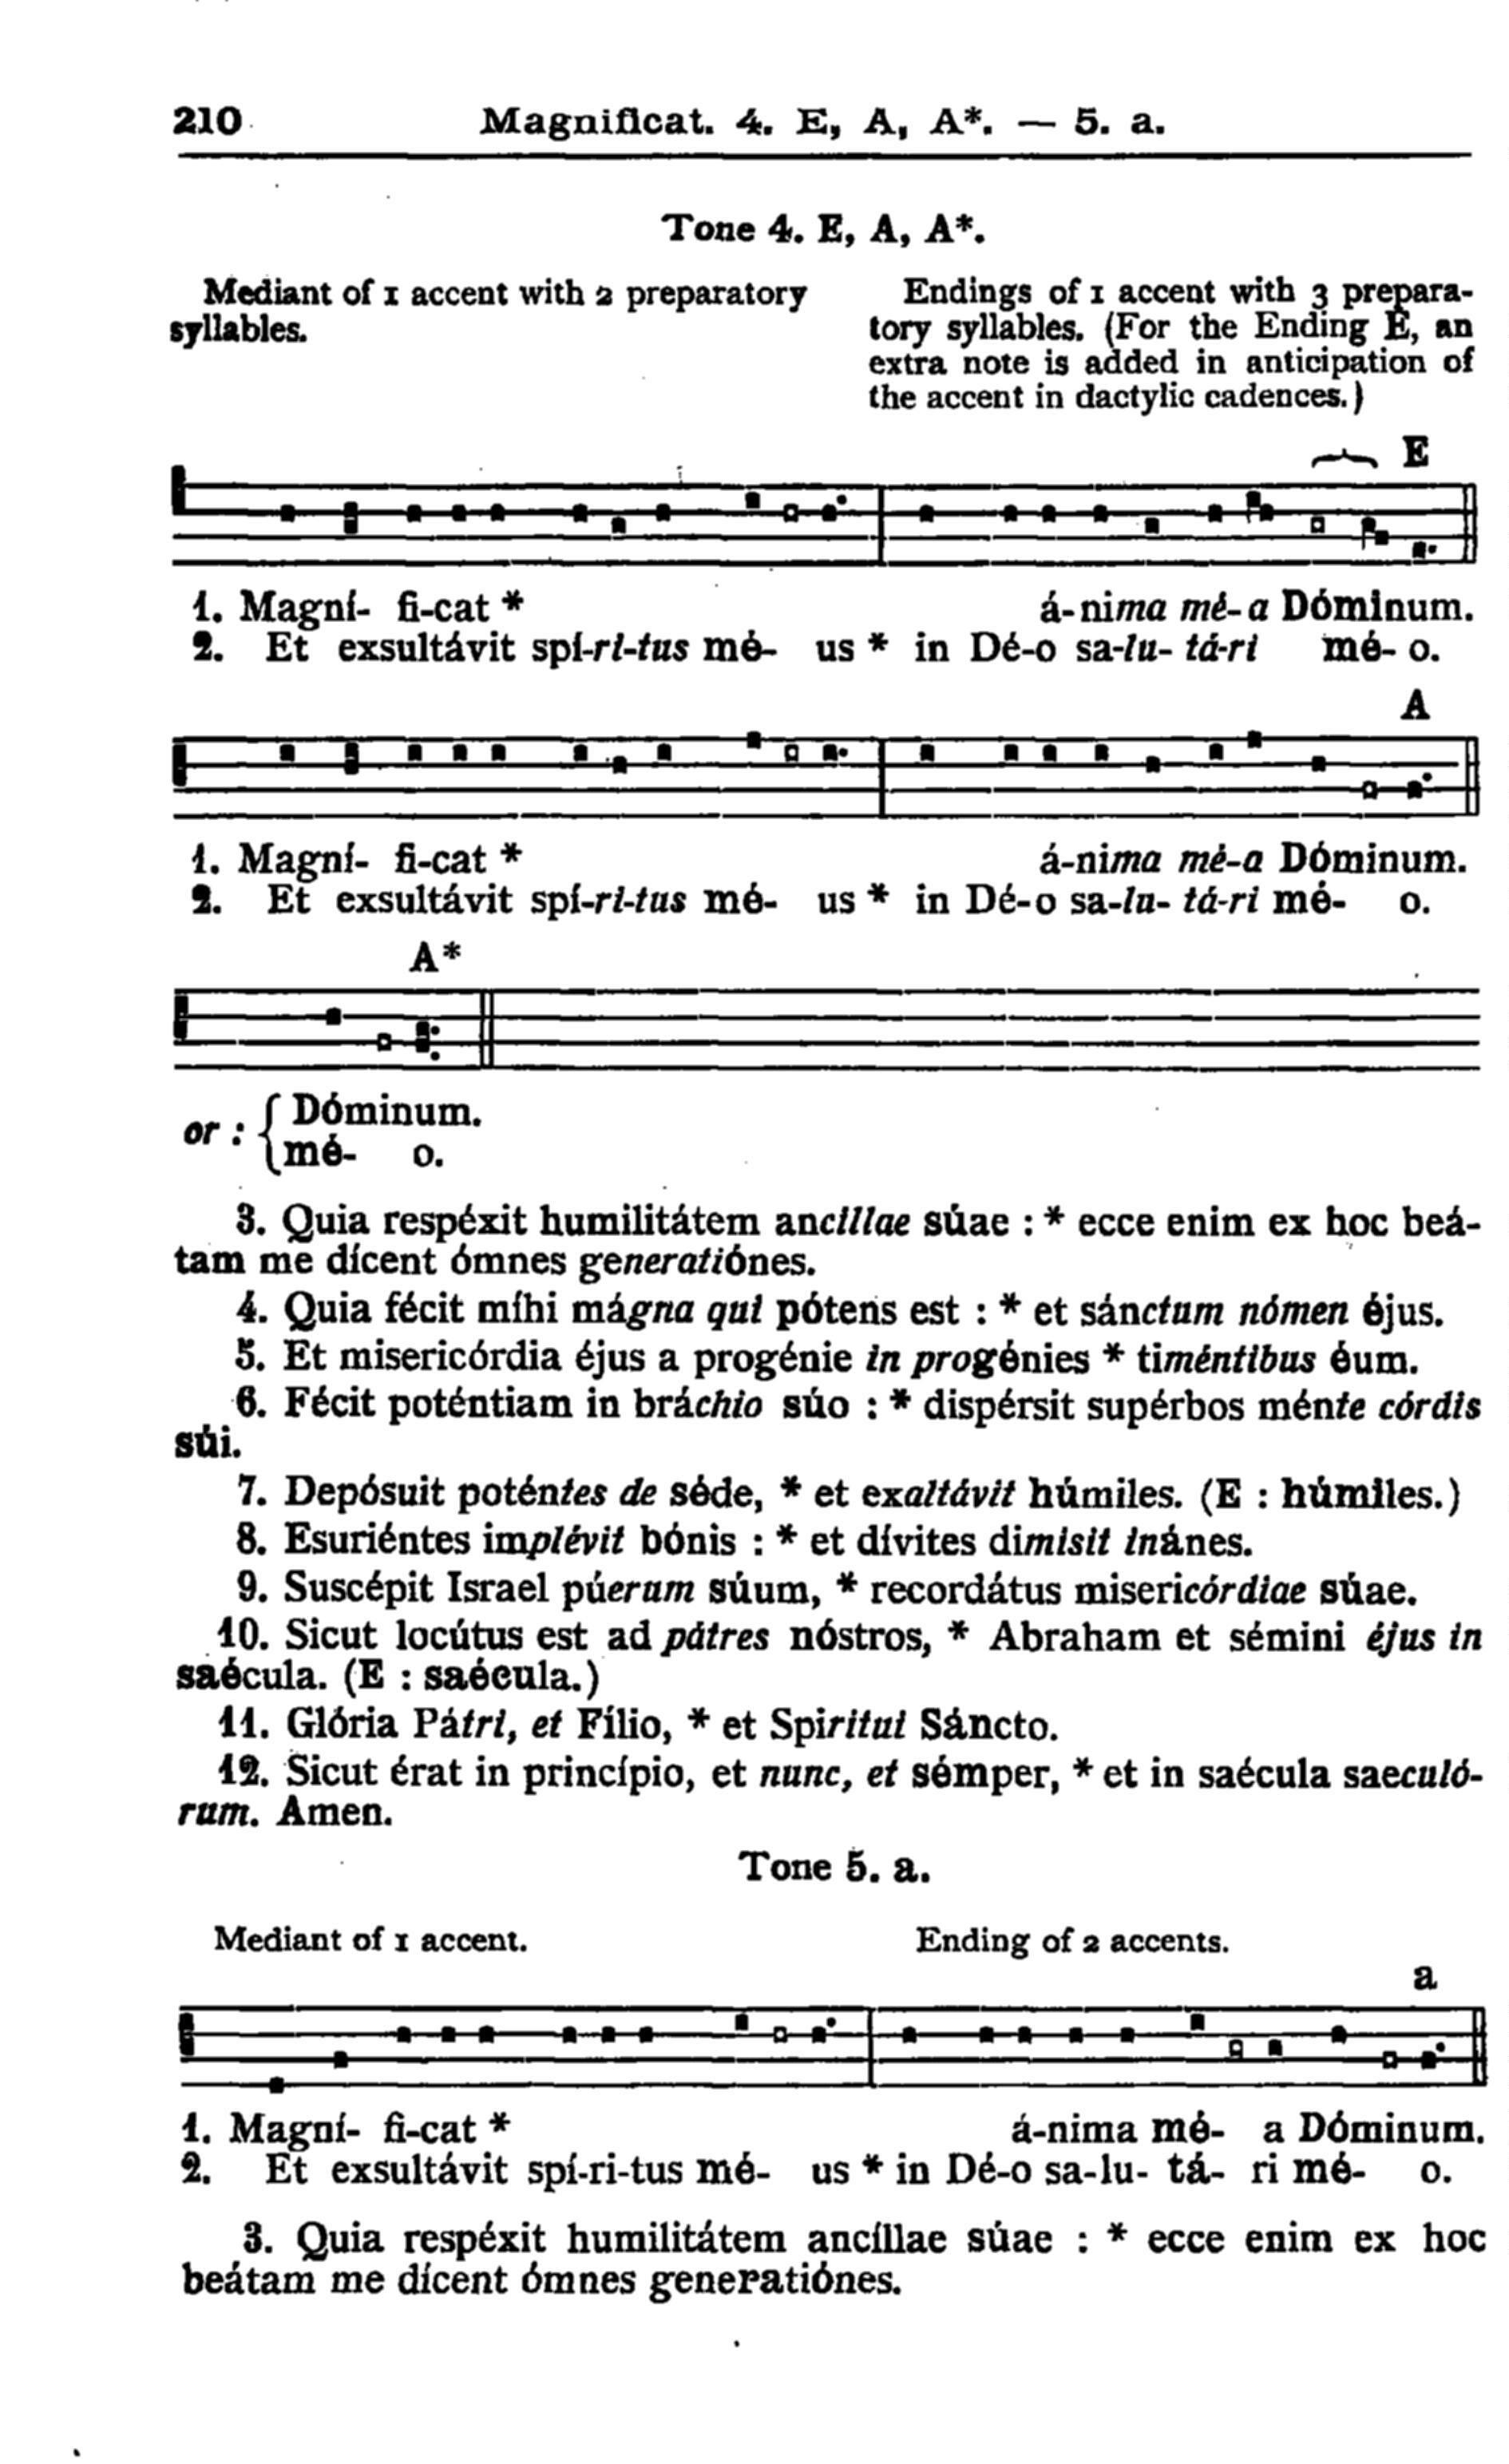 210 Magnificat. 4. E, A, A*. — 5. a.
Tone 4. E, A, A*.
Mediant of 1 accent with 2 preparatory
syllables.
Endings of 1 accent with 3 prepara-
tory syllables. (For the Ending E, an
extra note is added in anticipation of
the accent in dactylic cadences.)
E
1. Magní- fi-cat * á-nima mé-a Dóminum.
2. Et exsultávit spí-ri-tus mé- us * in Dé-o sa-lu- tá-ri mé- o.
A
1. Magní- fi-cat * á-nima mé-a Dóminum.
2. Et exsultávit spí-ri-tus mé- us * in Dé-o sa-lu- tá-ri mé- o.
A*
or : { Dóminum.
mé- o.
3. Quia respéxit humilitátem ancillae súae : * ecce enim ex hoc beá-
tam me dícent ómnes generatiónes.
4. Quia fécit míhi mágna qui pótens est : * et sánctum nómen éjus.
5. Et misericórdia éjus a progénie in progénies * timéntibus éum.
6. Fécit poténtiam in bráchio súo : * dispérsit supérbos ménte córdis
súi.
7. Depósuit poténtes de séde, * et exaltávit húmiles. (E : húmiles.)
8. Esuriéntes implévit bónis : * et dívites dimisit inánes.
9. Suscépit Israel púerum súum, * recordátus misericórdiae súae.
10. Sicut locútus est ad pátres nóstros, * Abraham et sémini éjus in
saécula. (E : saécula.)
11. Glória Pátri, et Fílio, * et Spiritui Sáncto.
12. Sicut érat in princípio, et nunc, et sémper, * et in saécula saeculó-
rum. Amen.
Tone 5. a.
Mediant of 1 accent. Ending of 2 accents.
a
1. Magní- fi-cat * á-nima mé- a Dóminum.
2. Et exsultávit spí-ri-tus mé- us * in Dé-o sa-lu- tá- ri mé- o.
3. Quia respéxit humilitátem ancíllae súae : * ecce enim ex hoc
beátam me dícent ómnes generatiónes.